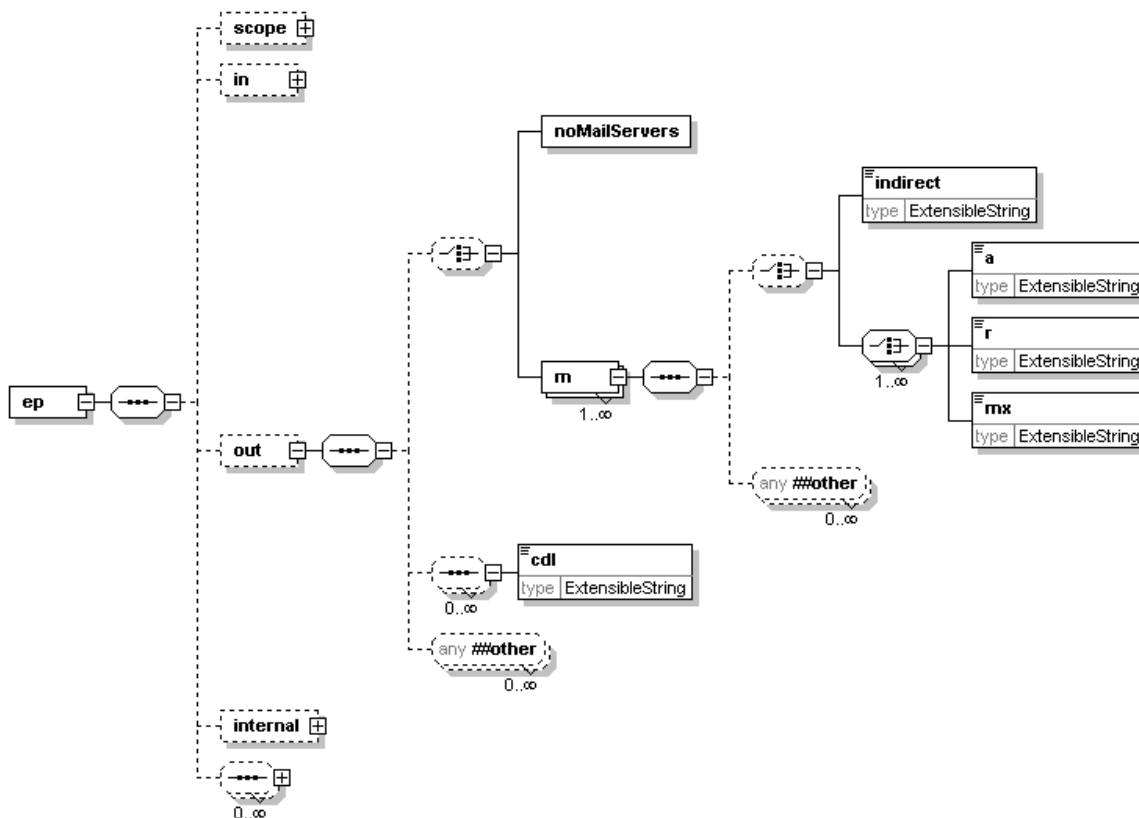 scope
in
noMailServers
indirect
type ExtensibleString
a
type ExtensibleString
r
type ExtensibleString
1..∞
mx
type ExtensibleString
m
1..∞
ep
out
any ##other
0..∞
cdl
type ExtensibleString
0..∞
any ##other
0..∞
internal
0..∞